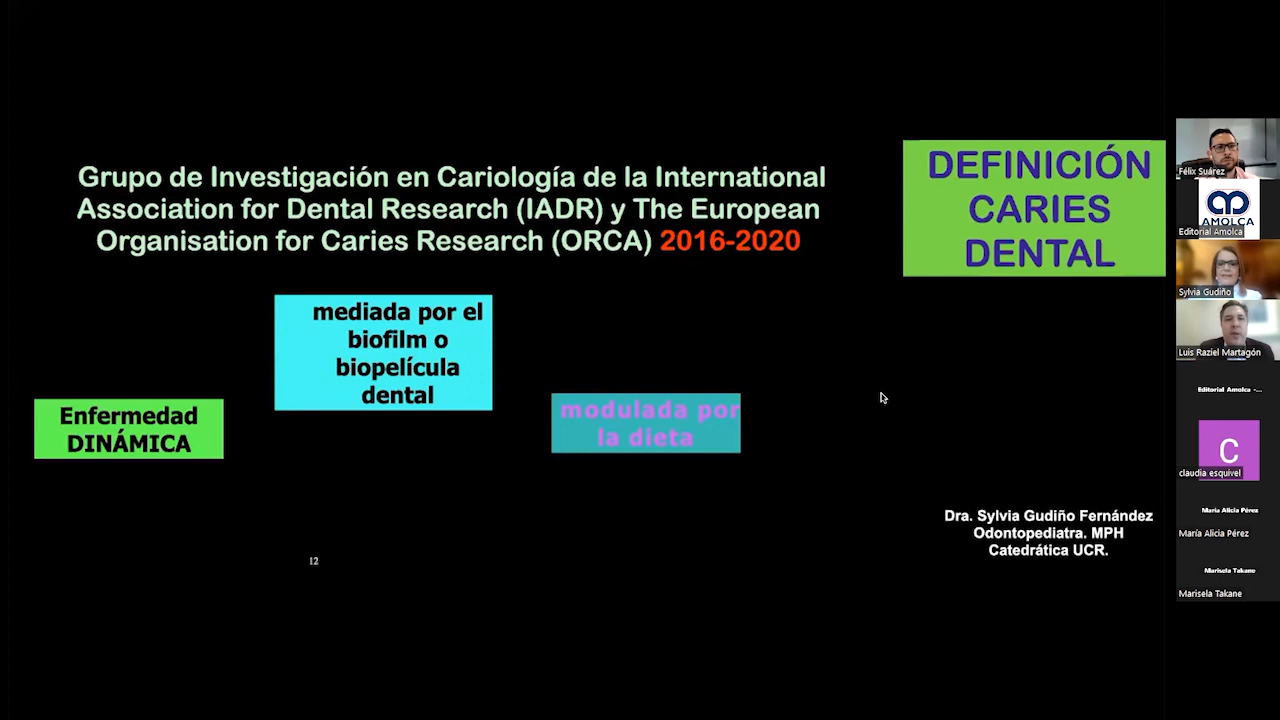 Grupo de Investigación en Cariología de la International
Association for Dental Research (IADR) y The European
Organisation for Caries Research (ORCA) 2016-2020
DEFINICIÓN
CARIES
DENTAL
mediada por el
biofilm o
biopelícula
dental
Enfermedad
DINÁMICA
modulada por
la dieta
Dra. Sylvia Gudiño Fernández
Odontopediatra. MPH
Catedrática UCR.
12
Félix Suárez
AMOLCA
Editorial Amolca
Sylvia Gudiño
Luis Raziel Martagón
Editorial Amolca -...
C
claudia esquivel
María Alicia Pérez
María Alicia Pérez
Marisela Takane
Marisela Takane